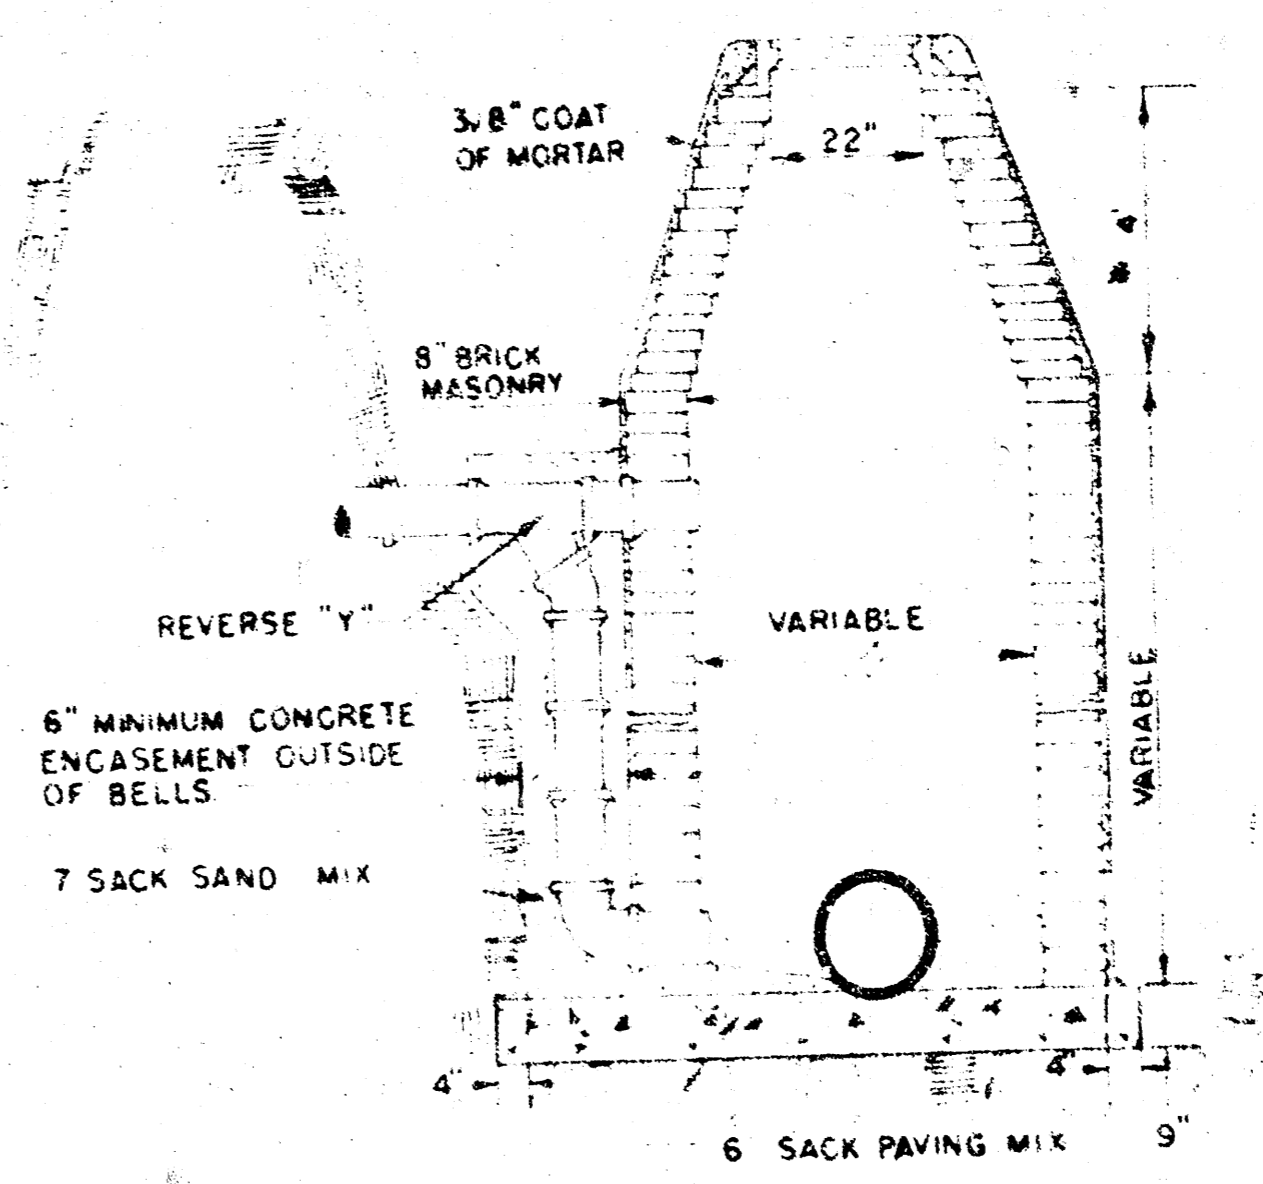 3/8" COAT
OF MORTAR
22"
4'
8" BRICK
MASONRY
REVERSE "Y"
VARIABLE
VARIABLE
6" MINIMUM CONCRETE
ENCASEMENT OUTSIDE
OF BELLS
7 SACK SAND MIX
4"
4"
9"
6 SACK PAVING MIX